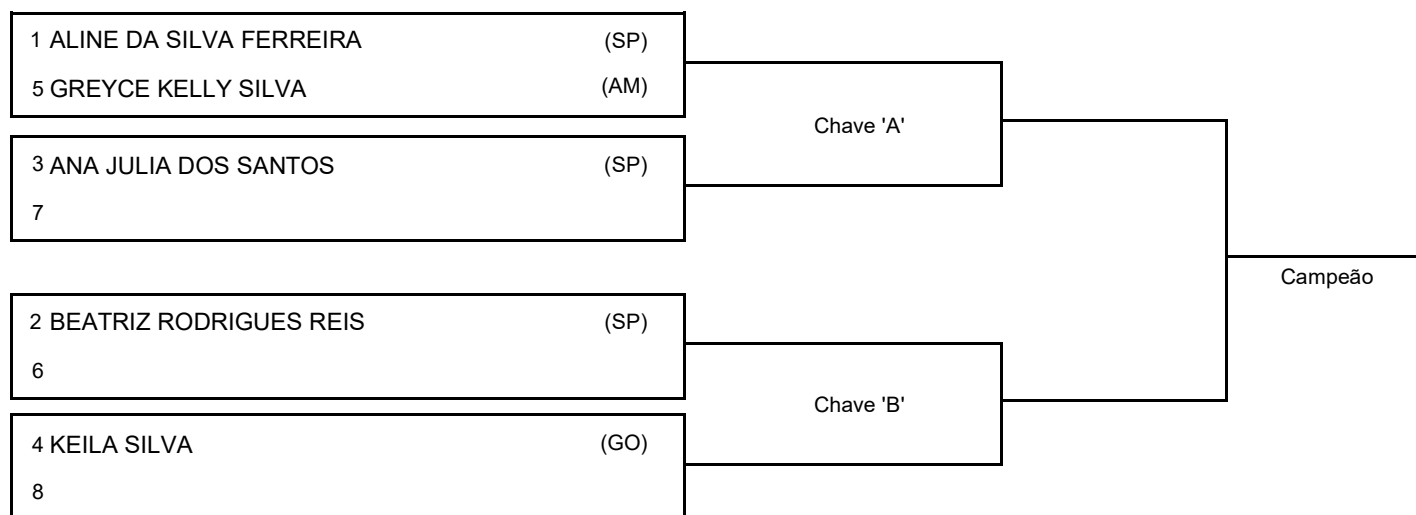 1 ALINE DA SILVA FERREIRA (SP)
5 GREYCE KELLY SILVA (AM)
Chave 'A'
3 ANA JULIA DOS SANTOS (SP)
7
Campeão
2 BEATRIZ RODRIGUES REIS (SP)
6
Chave 'B'
4 KEILA SILVA (GO)
8